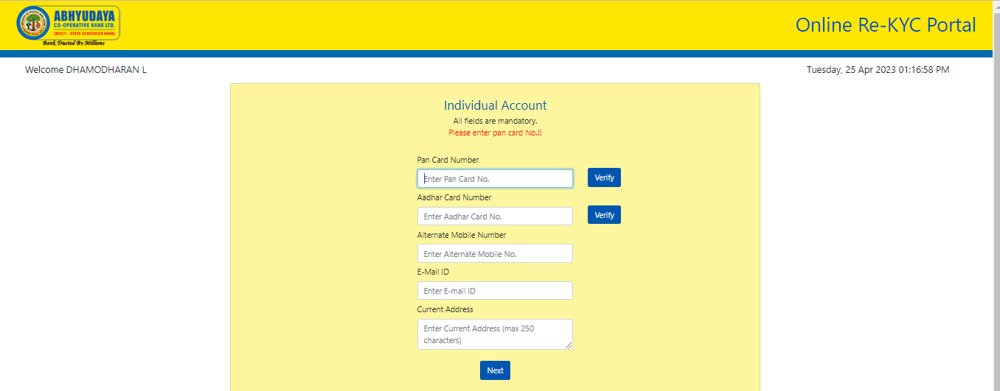 ABHYUDAYA
CO-OPERATIVE BANK LTD.
(MULTI - STATE SCHEDULED BANK)
Bank Trusted By Millions
Online Re-KYC Portal
Welcome DHAMODHARAN L
Tuesday, 25 Apr 2023 01:16:58 PM
Individual Account
All fields are mandatory.
Please enter pan card No.!!
Pan Card Number
Enter Pan Card No.
Verify
Aadhar Card Number
Enter Aadhar Card No.
Verify
Alternate Mobile Number
Enter Alternate Mobile No.
E-Mail ID
Enter E-mail ID
Current Address
Enter Current Address (max 250
characters)
Next